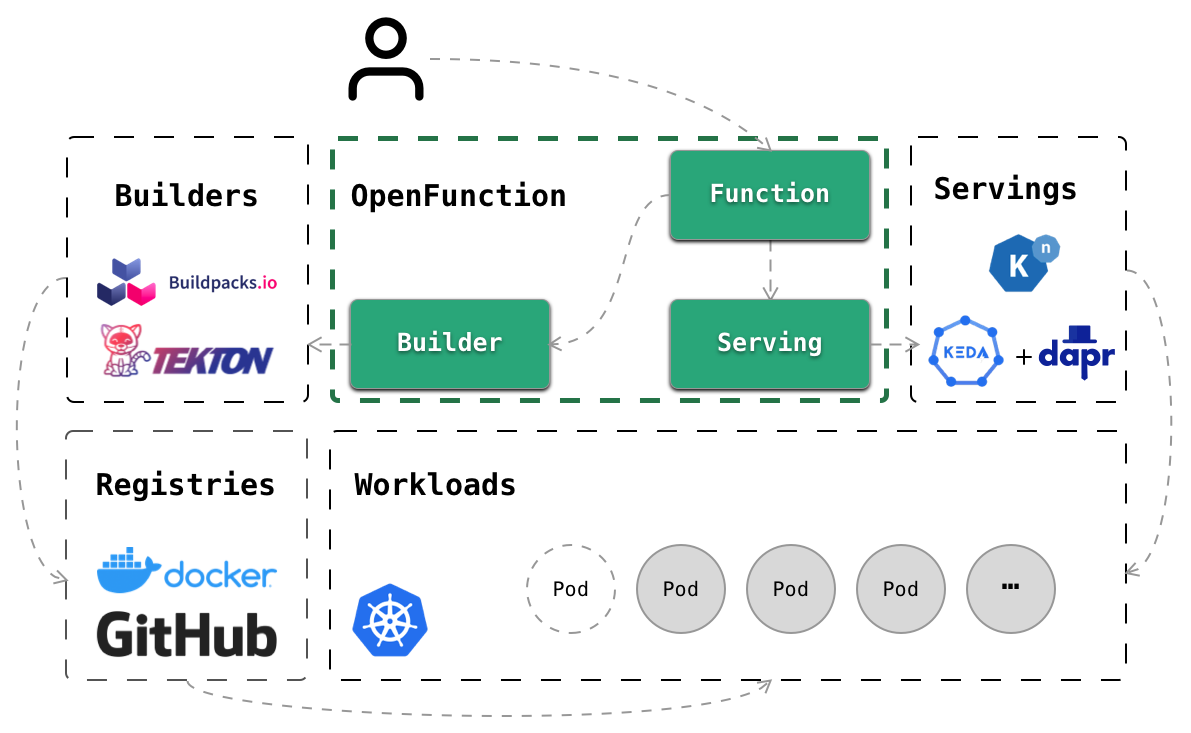 Builders
Buildpacks.io
TEKTON
OpenFunction
Function
Builder
Serving
Servings
K
n
KEDA
+
dapr
Registries
docker
GitHub
Workloads
Pod
Pod
Pod
Pod
...